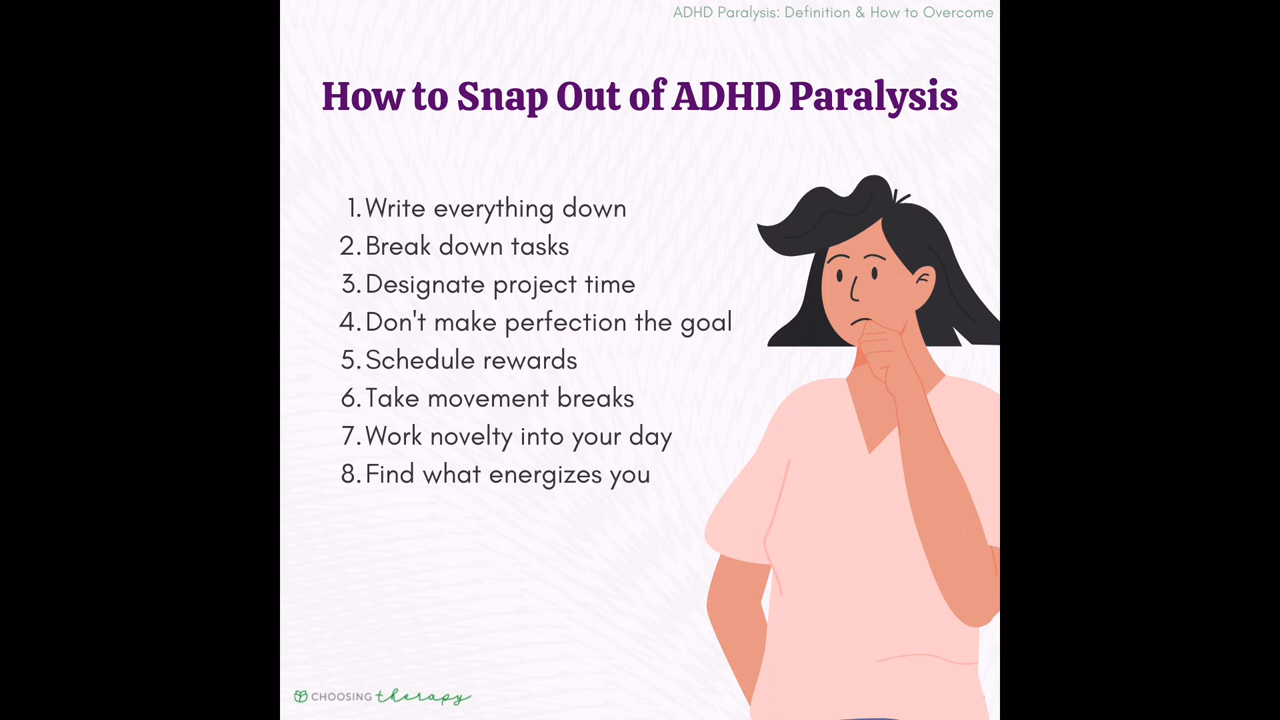 ADHD Paralysis: Definition & How to Overcome
How to Snap Out of ADHD Paralysis
1. Write everything down
2. Break down tasks
3. Designate project time
4. Don't make perfection the goal
5. Schedule rewards
6. Take movement breaks
7. Work novelty into your day
8. Find what energizes you
CHOOSING therapy